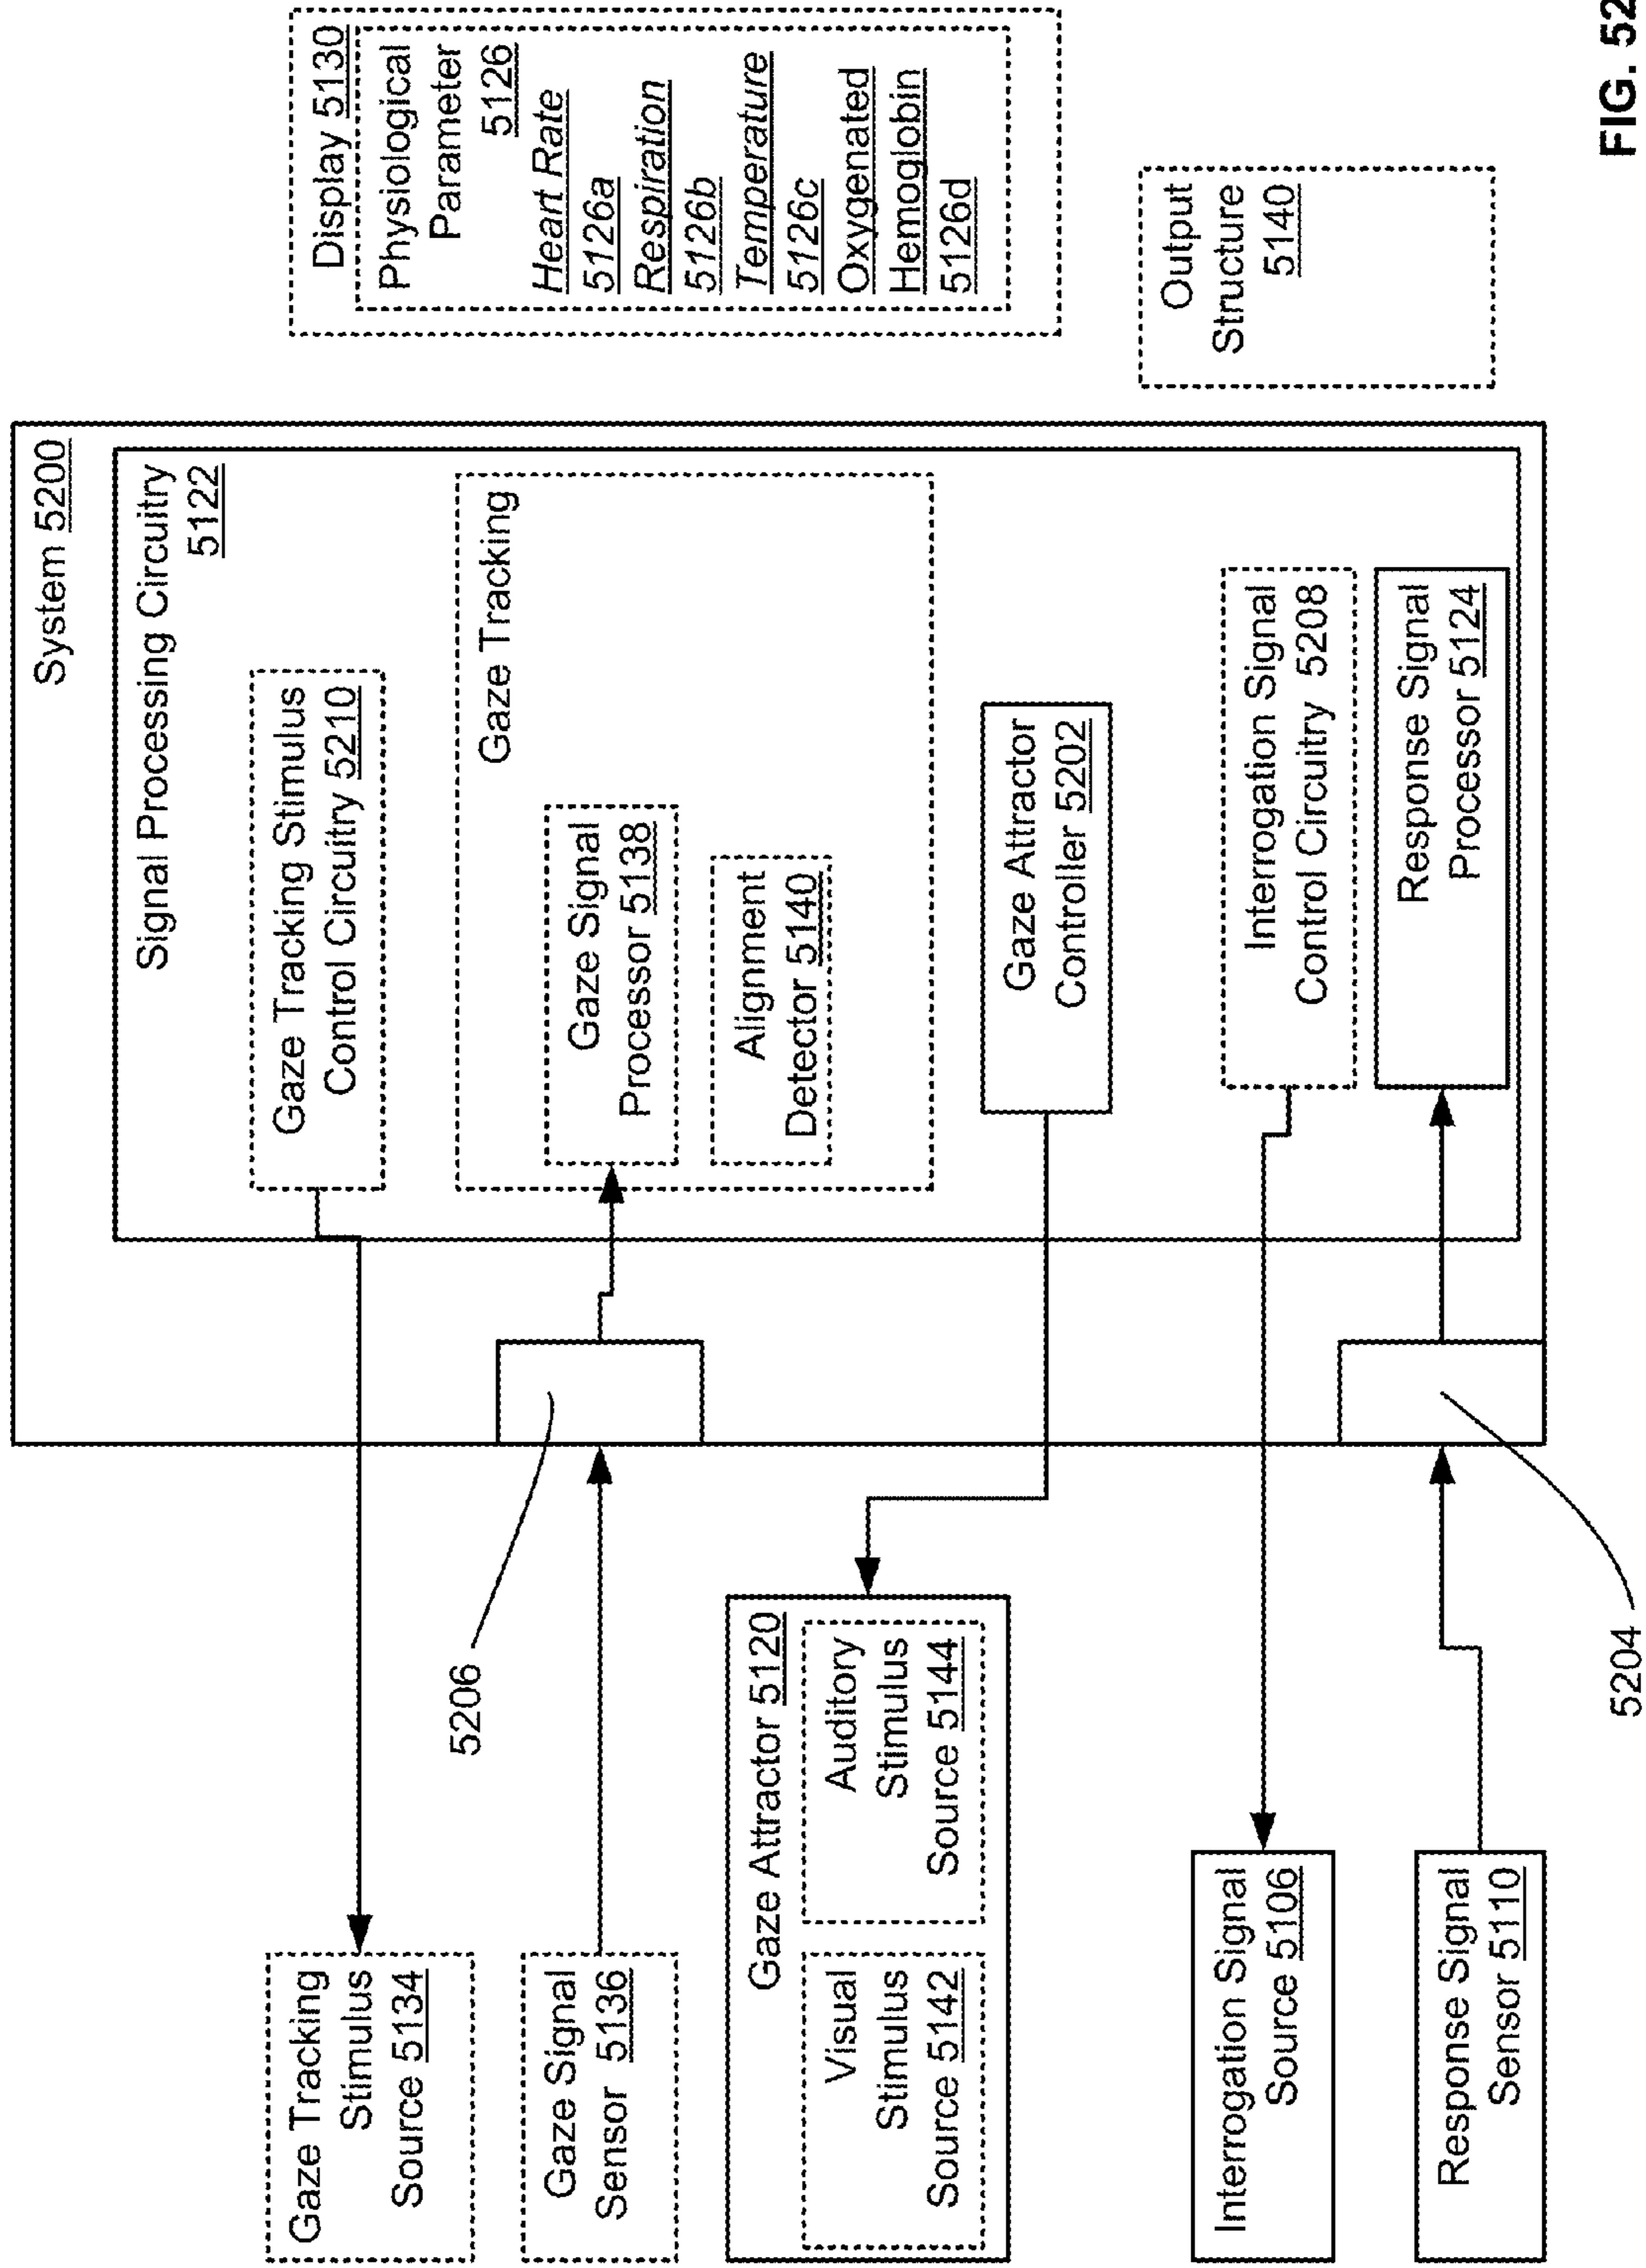 System 5200
Signal Processing Circuitry
5122
Gaze Tracking Stimulus
Control Circuitry 5210
Gaze Tracking
Gaze Signal
Processor 5138
Alignment
Detector 5140
Gaze Attractor
Controller 5202
Interrogation Signal
Control Circuitry 5208
Response Signal
Processor 5124
Gaze Tracking
Stimulus
Source 5134
Gaze Signal
Sensor 5136
5206
Gaze Attractor 5120
Visual
Stimulus
Source 5142
Auditory
Stimulus
Source 5144
Interrogation Signal
Source 5106
Response Signal
Sensor 5110
5204
Display 5130
Physiological
Parameter
5126
Heart Rate
5126a
Respiration
5126b
Temperature
5126c
Oxygenated
Hemoglobin
5126d
Output
Structure
5140
FIG. 52